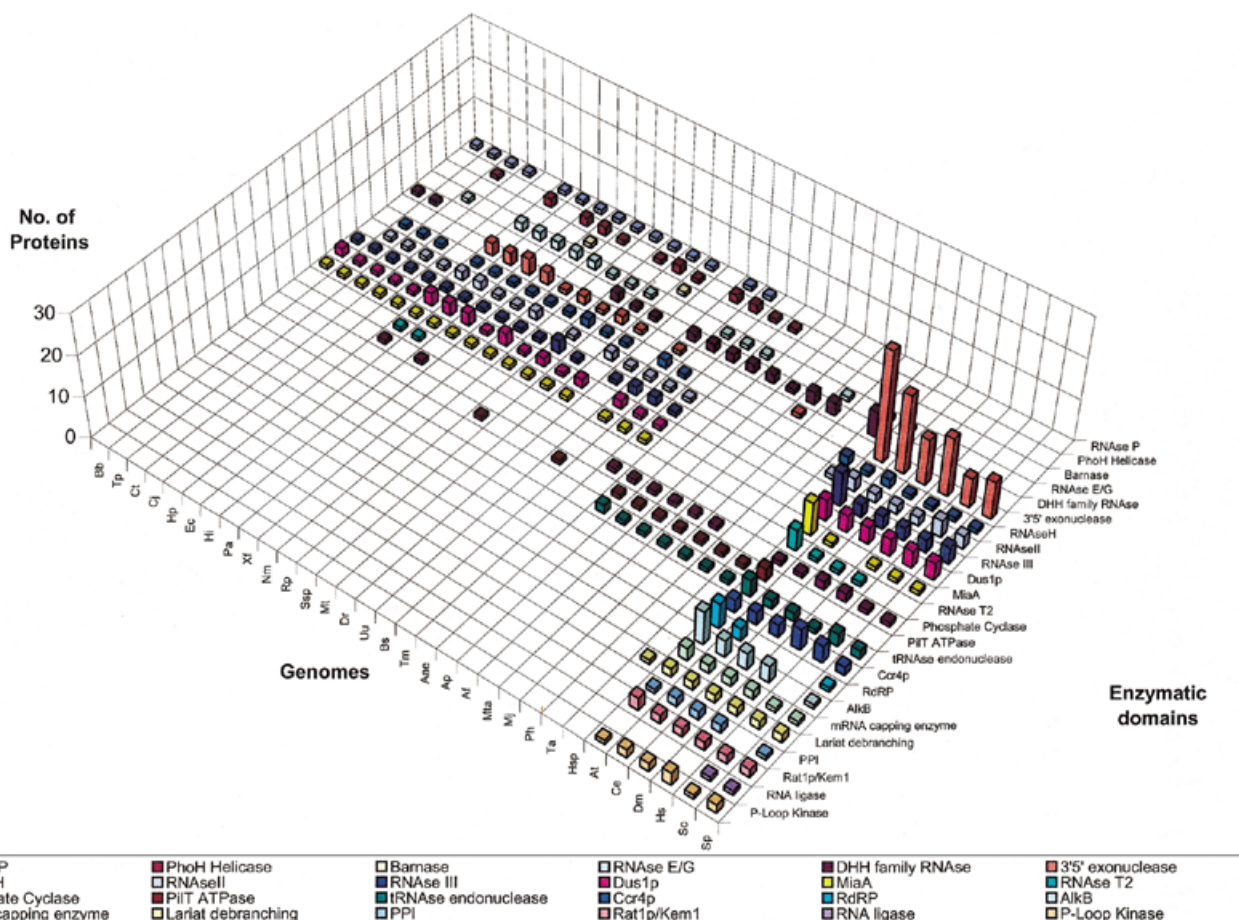 No. of
Proteins
30
20
10
0
Bb
Tp
Ct
Cj
Hp
Ec
Hi
Pa
Xf
Nm
Rp
Ssp
Mt
Dr
Uu
Bs
Tm
Aae
Ap
Af
Mta
Mj
Ph
Ta
Hsp
At
Ce
Dm
Hs
Sc
Sp
Genomes
RNAse P
PhoH Helicase
Barnase
RNAse E/G
DHH family RNAse
3'5' exonuclease
RNAseH
RNAseII
RNAse III
Dus1p
MiaA
RNAse T2
Phosphate Cyclase
PilT ATPase
tRNAse endonuclease
Ccr4p
RdRP
AlkB
mRNA capping enzyme
Lariat debranching
PPI
Rat1p/Kem1
RNA ligase
P-Loop Kinase
Enzymatic
domains
P PhoH Helicase Barnase RNAse E/G DHH family RNAse 3'5' exonuclease
H RNAseII RNAse III Dus1p MiaA RNAse T2
ate Cyclase PilT ATPase tRNAse endonuclease Ccr4p RdRP AlkB
capping enzyme Lariat debranching PPI Rat1p/Kem1 RNA ligase P-Loop Kinase